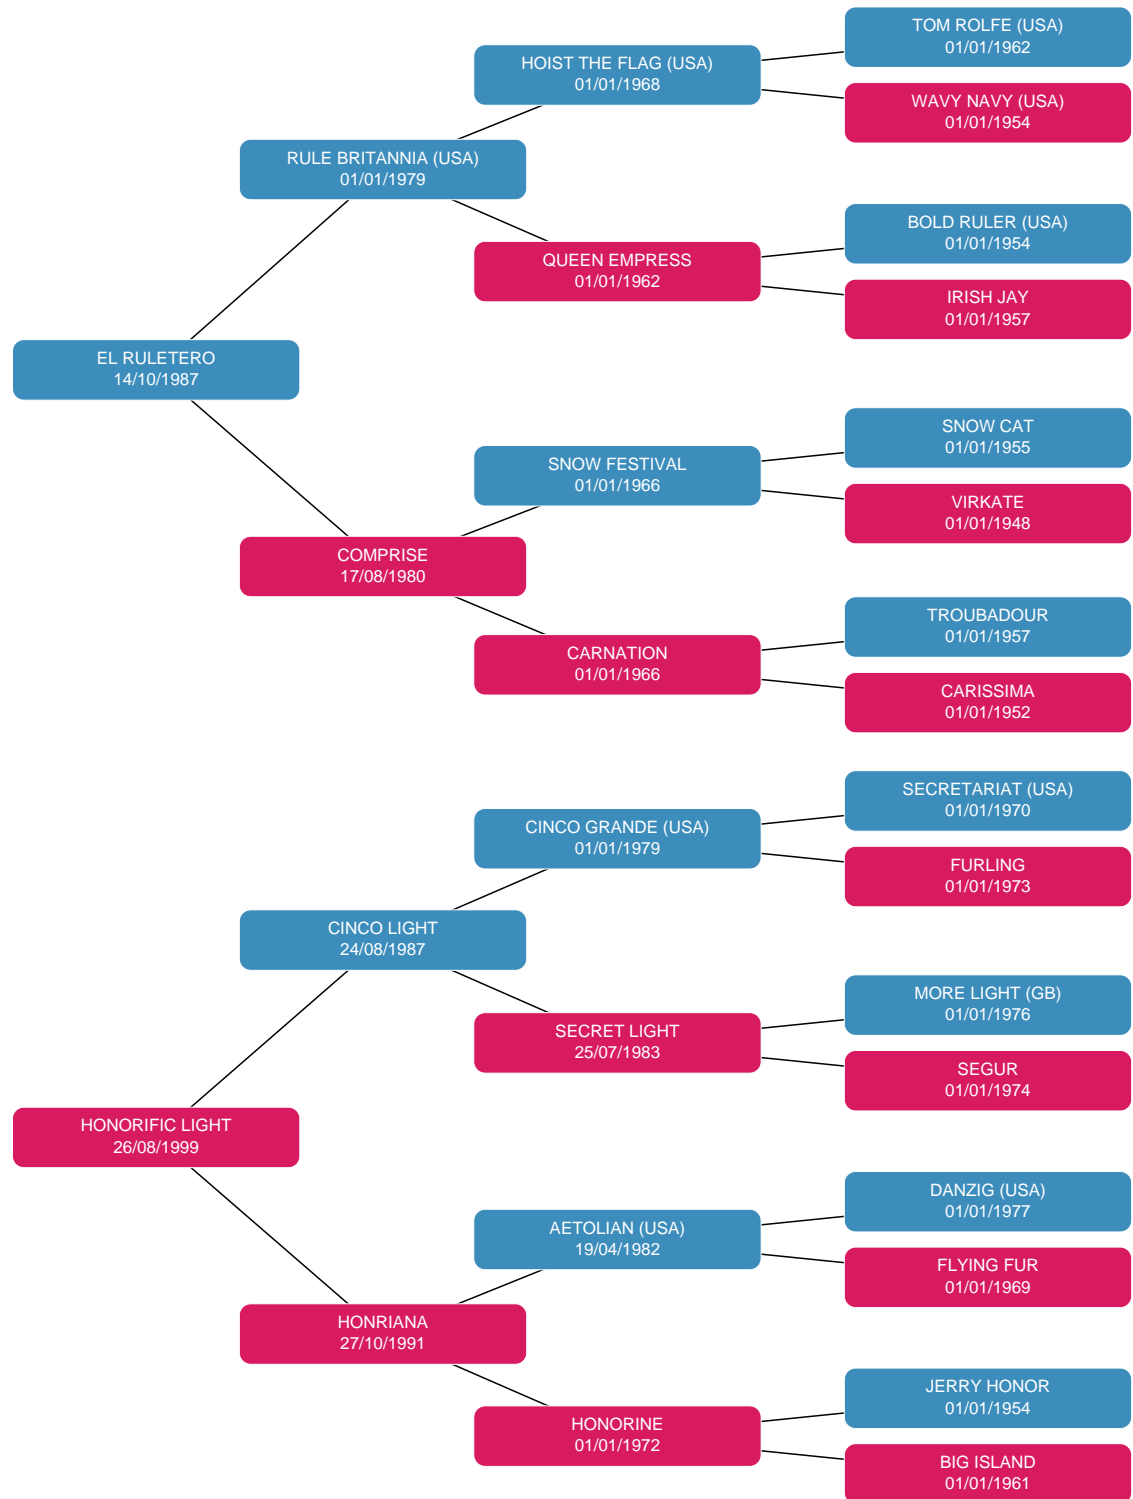 TOM ROLFE (USA)
01/01/1962
HOIST THE FLAG (USA)
01/01/1968
WAVY NAVY (USA)
01/01/1954
RULE BRITANNIA (USA)
01/01/1979
BOLD RULER (USA)
01/01/1954
QUEEN EMPRESS
01/01/1962
IRISH JAY
01/01/1957
EL RULETERO
14/10/1987
SNOW CAT
01/01/1955
SNOW FESTIVAL
01/01/1966
VIRKATE
01/01/1948
COMPRISE
17/08/1980
TROUBADOUR
01/01/1957
CARNATION
01/01/1966
CARISSIMA
01/01/1952
SECRETARIAT (USA)
01/01/1970
CINCO GRANDE (USA)
01/01/1979
FURLING
01/01/1973
CINCO LIGHT
24/08/1987
MORE LIGHT (GB)
01/01/1976
SECRET LIGHT
25/07/1983
SEGUR
01/01/1974
HONORIFIC LIGHT
26/08/1999
DANZIG (USA)
01/01/1977
AETOLIAN (USA)
19/04/1982
FLYING FUR
01/01/1969
HONRIANA
27/10/1991
JERRY HONOR
01/01/1954
HONORINE
01/01/1972
BIG ISLAND
01/01/1961